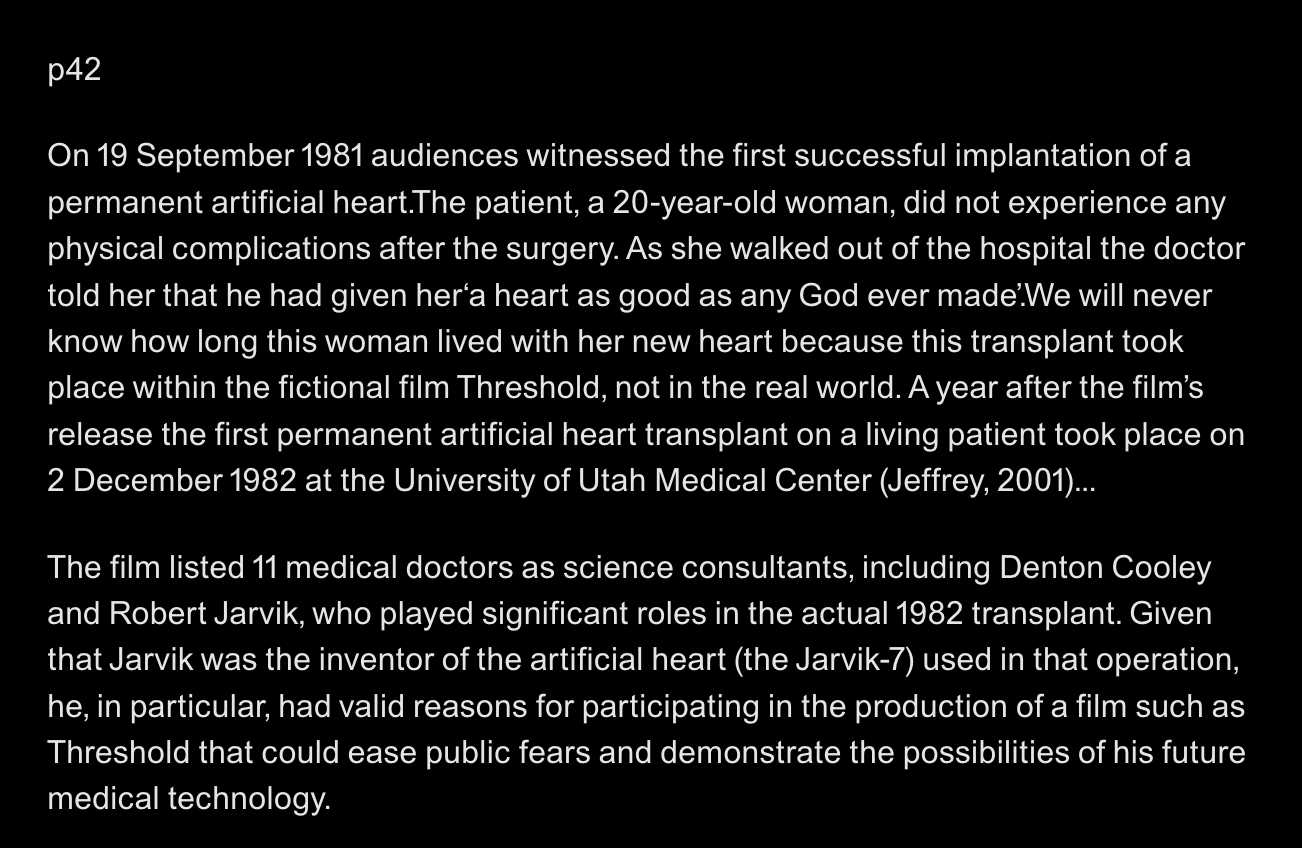 p42
On 19 September 1981 audiences witnessed the first successful implantation of a
permanent artificial heart.The patient, a 20-year-old woman, did not experience any
physical complications after the surgery. As she walked out of the hospital the doctor
told her that he had given her‘a heart as good as any God ever made’.We will never
know how long this woman lived with her new heart because this transplant took
place within the fictional film Threshold, not in the real world. A year after the film’s
release the first permanent artificial heart transplant on a living patient took place on
2 December 1982 at the University of Utah Medical Center (Jeffrey, 2001)...
The film listed 11 medical doctors as science consultants, including Denton Cooley
and Robert Jarvik, who played significant roles in the actual 1982 transplant. Given
that Jarvik was the inventor of the artificial heart (the Jarvik-7) used in that operation,
he, in particular, had valid reasons for participating in the production of a film such as
Threshold that could ease public fears and demonstrate the possibilities of his future
medical technology.